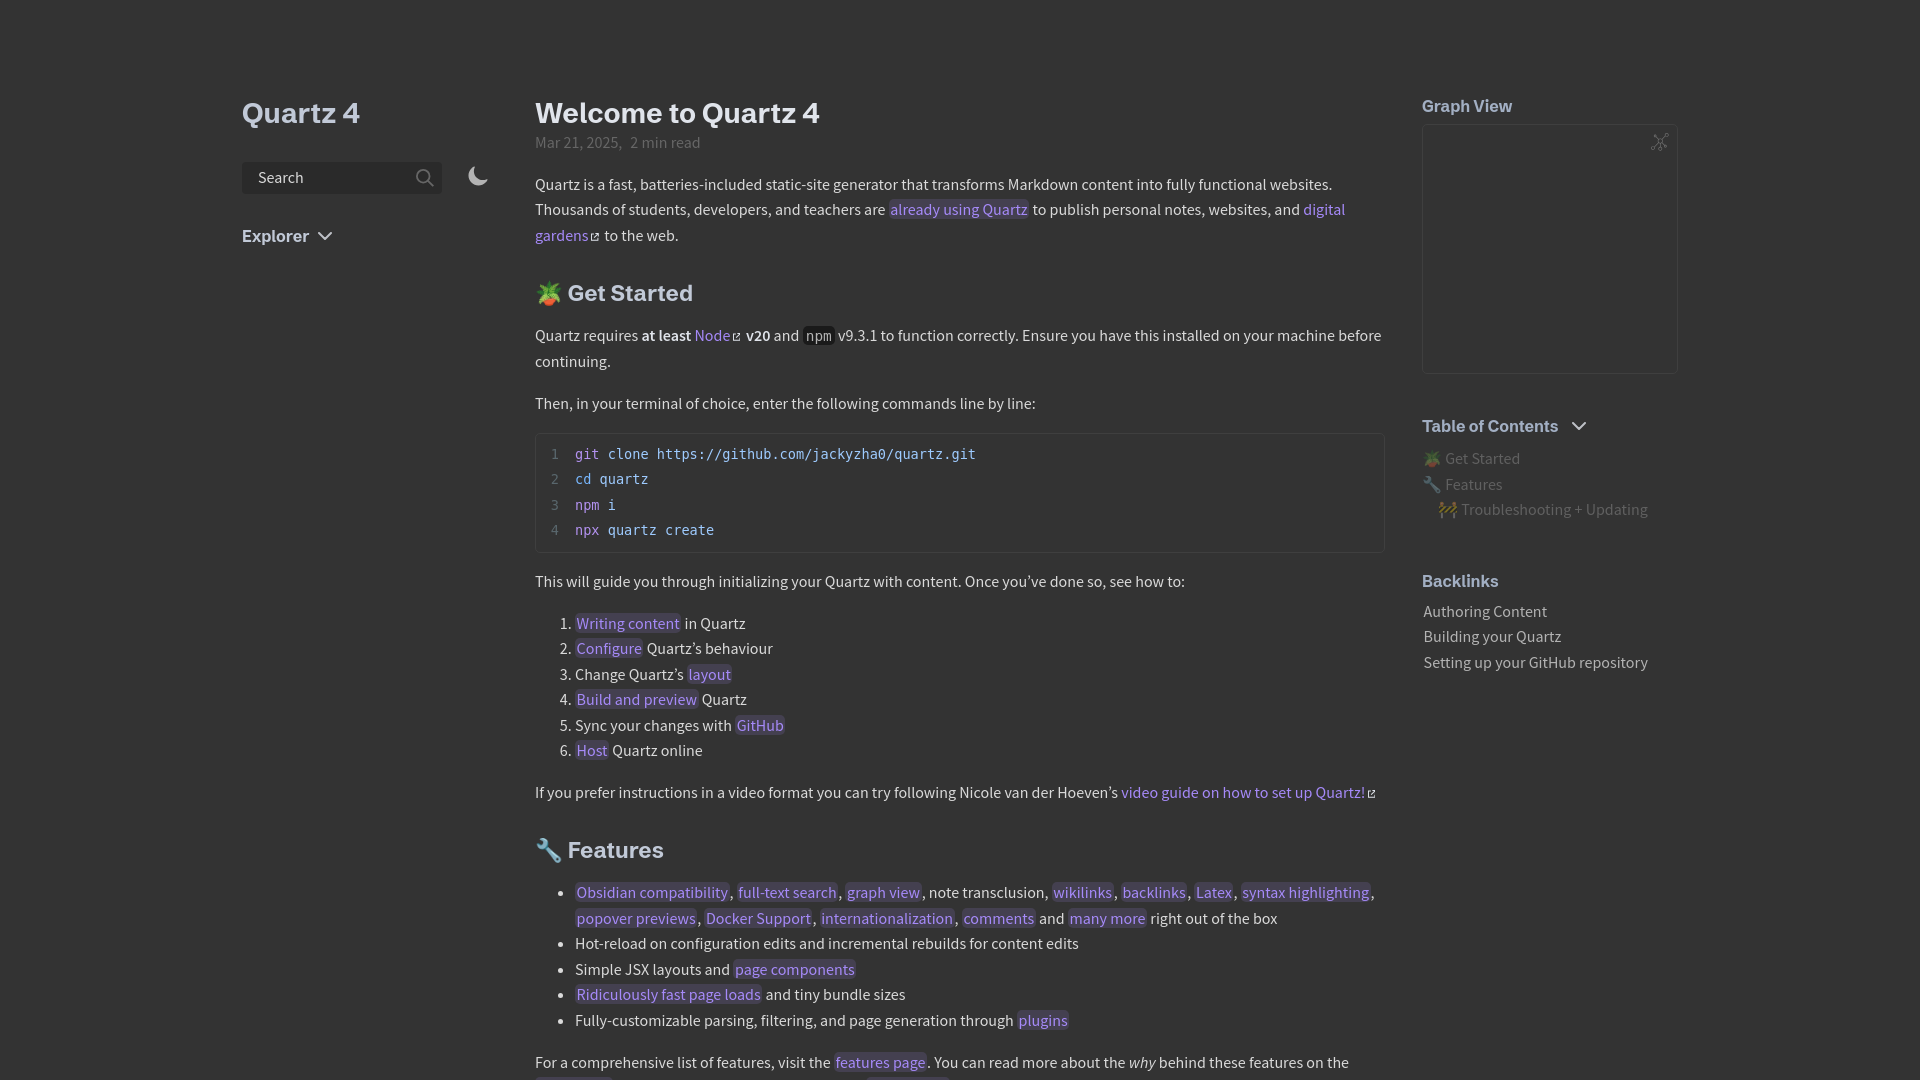 Quartz 4
Search
Explorer
Welcome to Quartz 4
Mar 21, 2025, 2 min read
Quartz is a fast, batteries-included static-site generator that transforms Markdown content into fully functional websites.
Thousands of students, developers, and teachers are already using Quartz to publish personal notes, websites, and digital
gardens to the web.
🪴 Get Started
Quartz requires at least Node v20 and npm v9.3.1 to function correctly. Ensure you have this installed on your machine before
continuing.
Then, in your terminal of choice, enter the following commands line by line:
1 git clone https://github.com/jackyzha0/quartz.git
2 cd quartz
3 npm i
4 npx quartz create
This will guide you through initializing your Quartz with content. Once you’ve done so, see how to:
1. Writing content in Quartz
2. Configure Quartz’s behaviour
3. Change Quartz’s layout
4. Build and preview Quartz
5. Sync your changes with GitHub
6. Host Quartz online
If you prefer instructions in a video format you can try following Nicole van der Hoeven’s video guide on how to set up Quartz!
🔧 Features
• Obsidian compatibility, full-text search, graph view, note transclusion, wikilinks, backlinks, Latex, syntax highlighting,
popover previews, Docker Support, internationalization, comments and many more right out of the box
• Hot-reload on configuration edits and incremental rebuilds for content edits
• Simple JSX layouts and page components
• Ridiculously fast page loads and tiny bundle sizes
• Fully-customizable parsing, filtering, and page generation through plugins
For a comprehensive list of features, visit the features page. You can read more about the why behind these features on the
Graph View
Table of Contents
🪴 Get Started
🔧 Features
🚧 Troubleshooting + Updating
Backlinks
Authoring Content
Building your Quartz
Setting up your GitHub repository